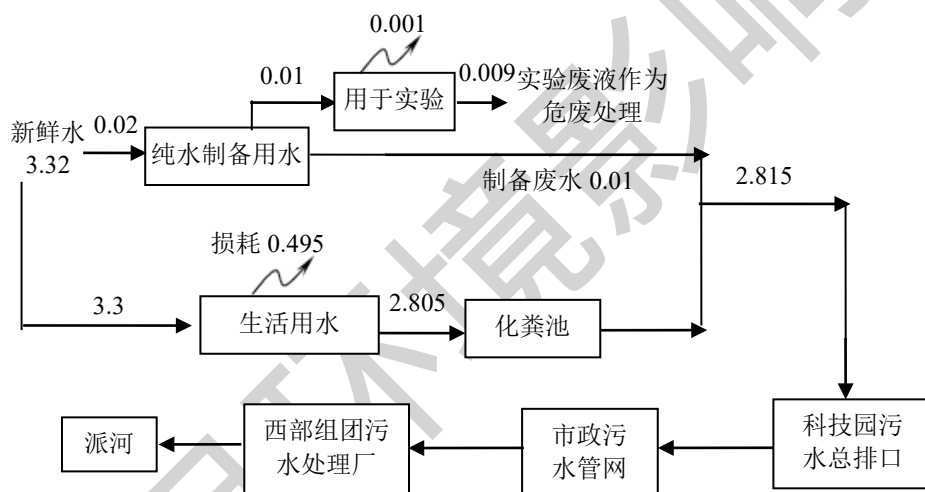 0.001
0.01
用于实验
0.009
实验废液作为
危废处理
新鲜水
0.02
3.32
纯水制备用水
制备废水 0.01
2.815
损耗 0.495
3.3
生活用水
2.805
化粪池
派河
西部组团污
水处理厂
市政污
水管网
科技园污
水总排口
环境影响